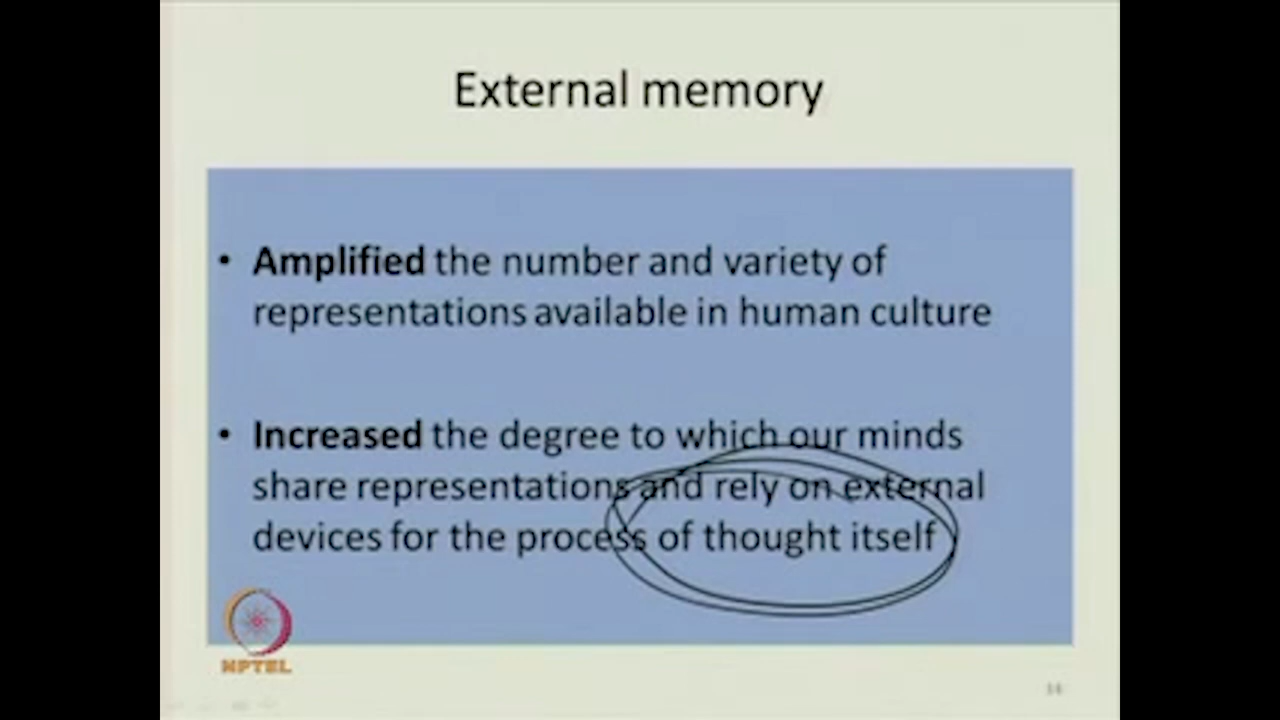 External memory
• Amplified the number and variety of
representations available in human culture
• Increased the degree to which our minds
share representations and rely on external
devices for the process of thought itself
NPTEL